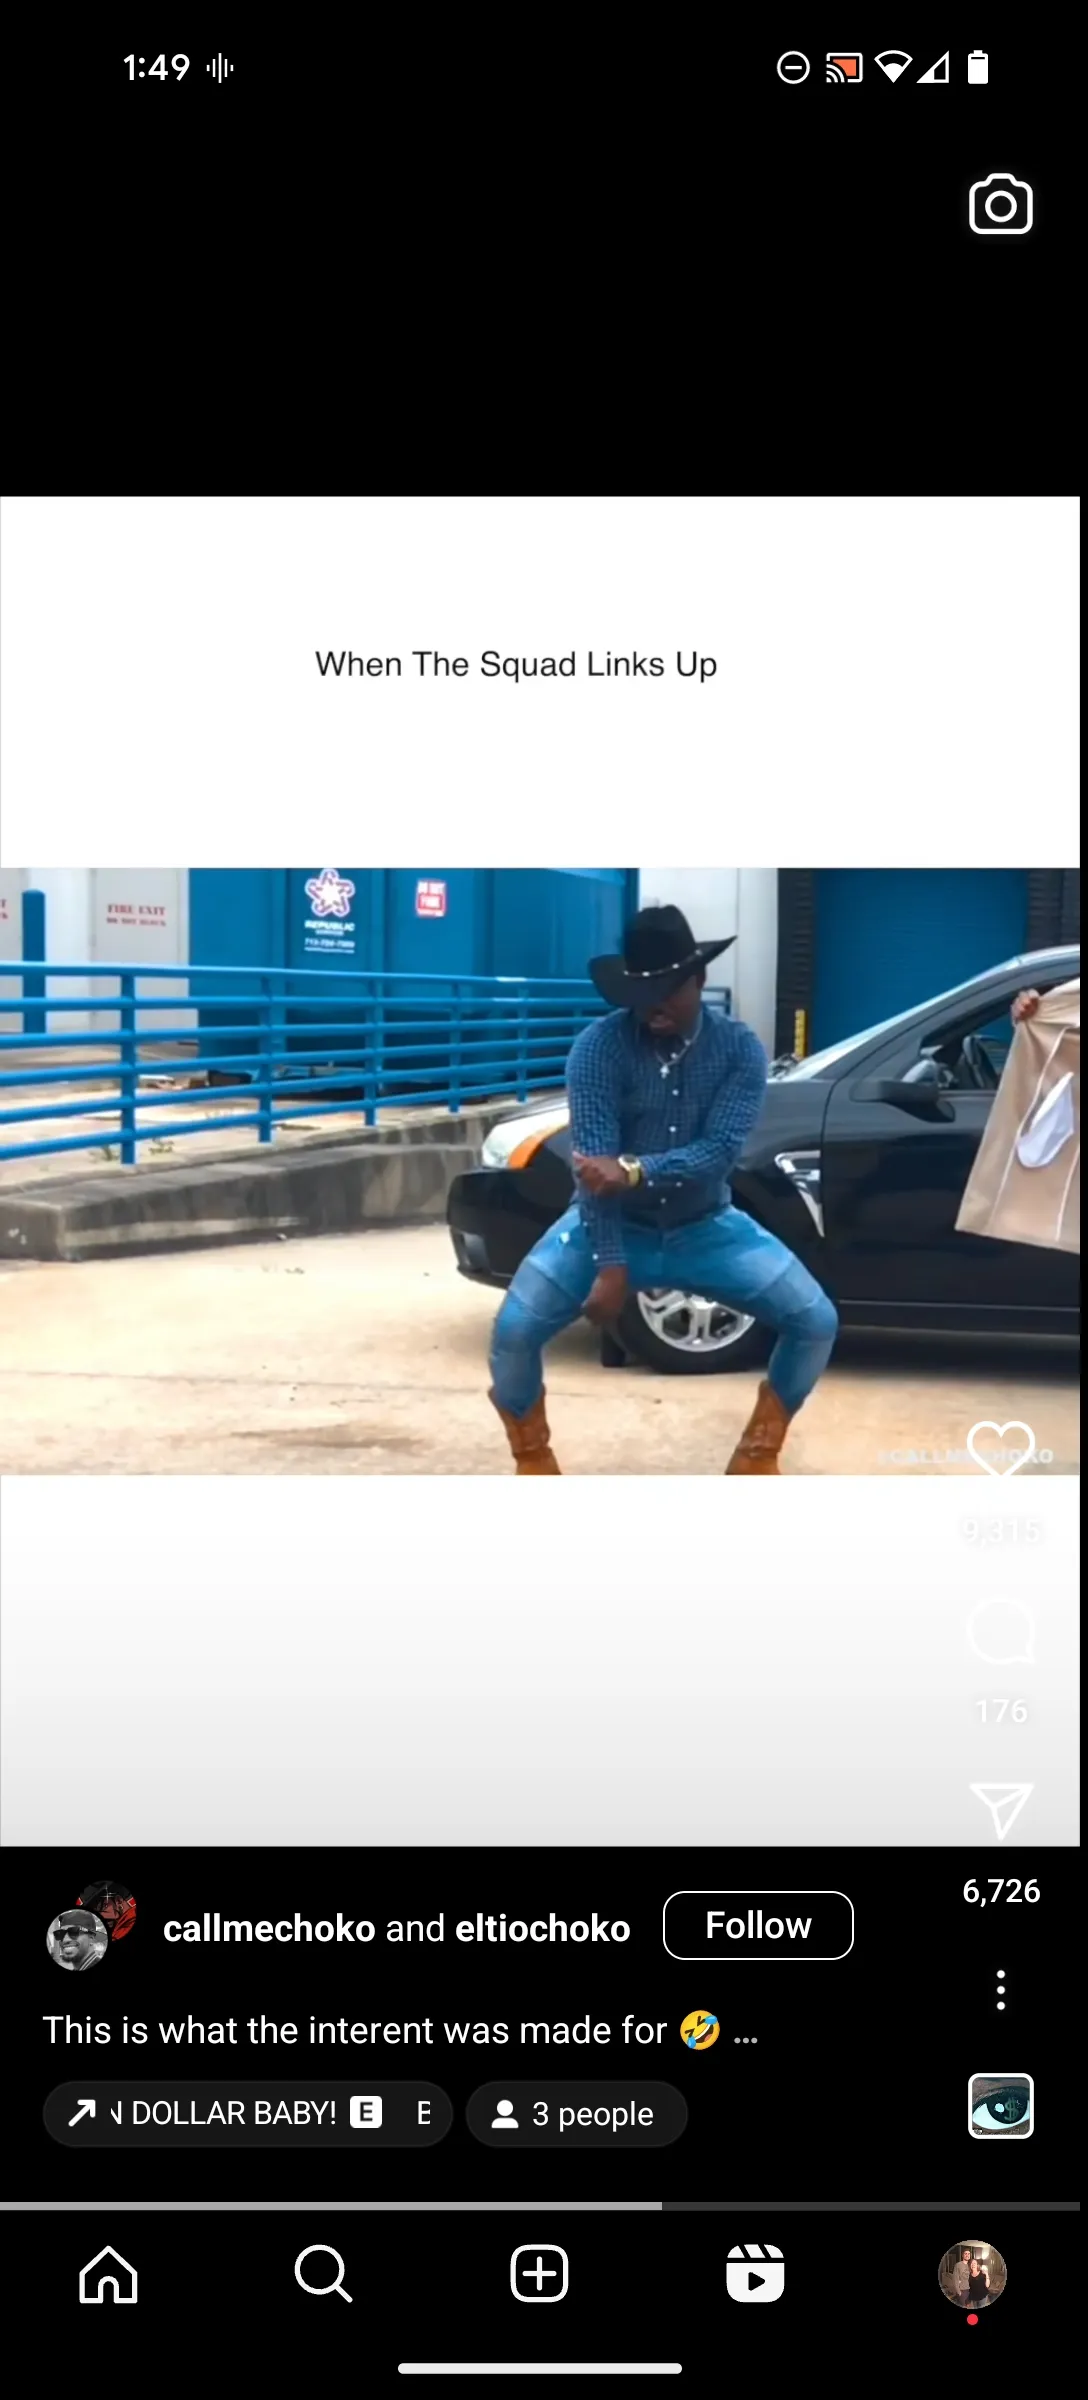 1:49
When The Squad Links Up
FIRE EXIT
REPUBLIC
9,315
176
6,726
callmechoko and eltiochoko
Follow
This is what the interent was made for 🤣 ...
N DOLLAR BABY! E
3 people